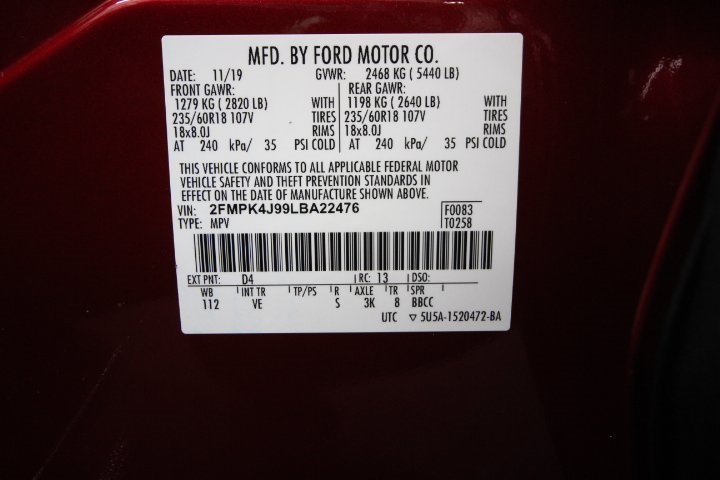 MFD. BY FORD MOTOR CO.
DATE: 11/19 GVWR: 2468 KG ( 5440 LB)
FRONT GAWR: REAR GAWR:
1279 KG ( 2820 LB) WITH 1198 KG ( 2640 LB) WITH
235/60R18 107V TIRES 235/60R18 107V TIRES
18x8.0J RIMS 18x8.0J RIMS
AT 240 kPa/ 35 PSI COLD AT 240 kPa/ 35 PSI COLD
THIS VEHICLE CONFORMS TO ALL APPLICABLE FEDERAL MOTOR
VEHICLE SAFETY AND THEFT PREVENTION STANDARDS IN
EFFECT ON THE DATE OF MANUFACTURE SHOWN ABOVE.
VIN: 2FMPK4J99LBA22476 F0083
TYPE: MPV T0258
EXT PNT: D4 RC: 13 DSO:
WB INT TR TP/PS R AXLE TR SPR
112 VE S 3K 8 BBCC
UTC ▽ 5U5A-1520472-BA